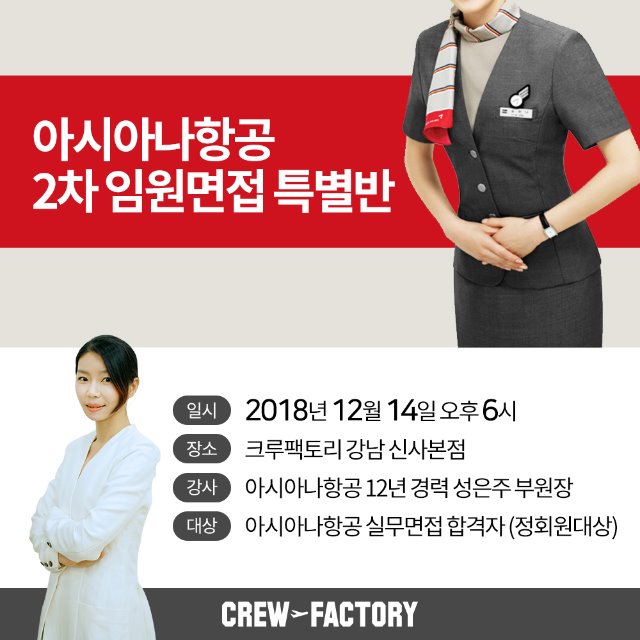 아시아나항공
2차 임원면접 특별반
일시 2018년 12월 14일 오후 6시
장소 크루팩토리 강남 신사본점
강사 아시아나항공 12년 경력 성은주 부원장
대상 아시아나항공 실무면접 합격자 (정회원대상)
CREW FACTORY